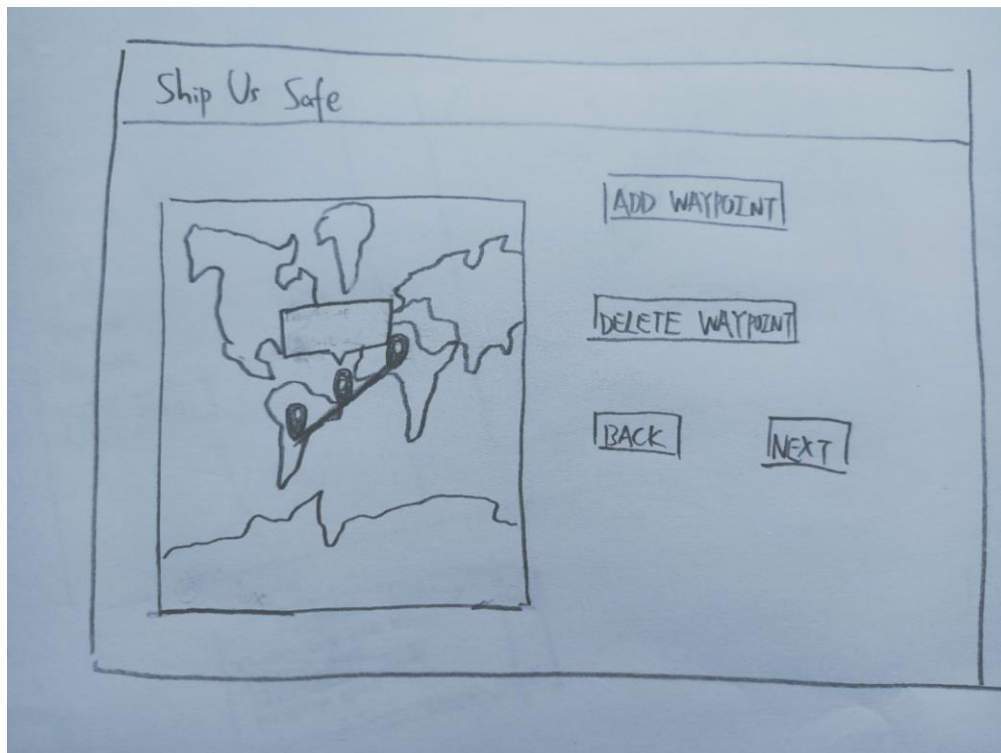 Ship Us Safe
ADD WAYPOINT
DELETE WAYPOINT
BACK
NEXT